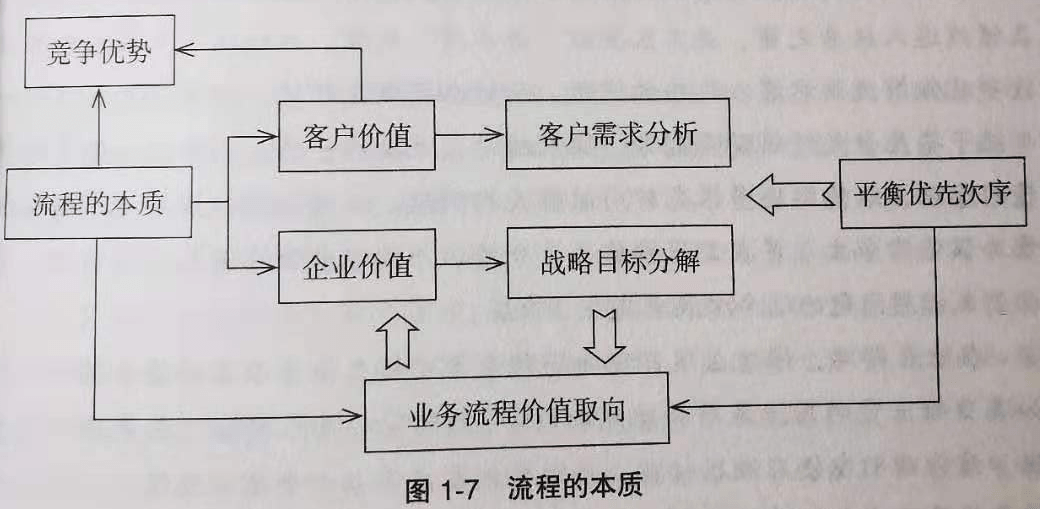 竞争优势
客户价值
客户需求分析
流程的本质
平衡优先次序
企业价值
战略目标分解
业务流程价值取向
图 1-7 流程的本质